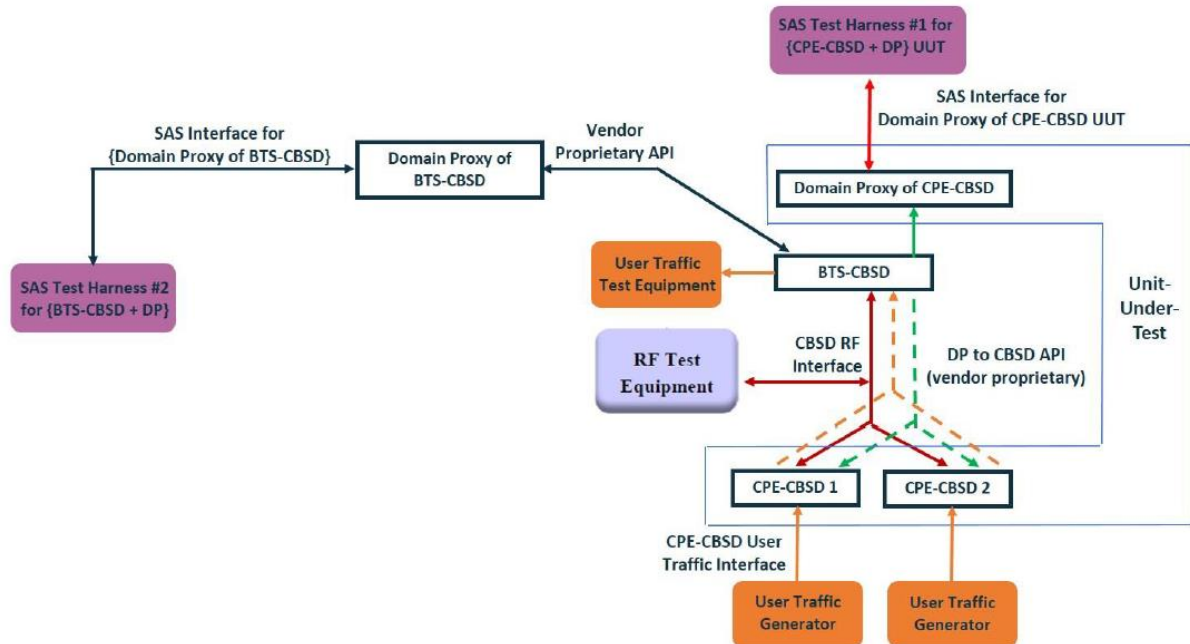 SAS Test Harness #1 for
{CPE-CBSD + DP} UUT
SAS Interface for
Domain Proxy of CPE-CBSD UUT
SAS Interface for
{Domain Proxy of BTS-CBSD}
Vendor
Proprietary API
Domain Proxy of
BTS-CBSD
Domain Proxy of CPE-CBSD
SAS Test Harness #2
for {BTS-CBSD + DP}
User Traffic
Test Equipment
BTS-CBSD
Unit-
Under-
Test
CBSD RF
Interface
RF Test
Equipment
DP to CBSD API
(vendor proprietary)
CPE-CBSD 1
CPE-CBSD 2
CPE-CBSD User
Traffic Interface
User Traffic
Generator
User Traffic
Generator